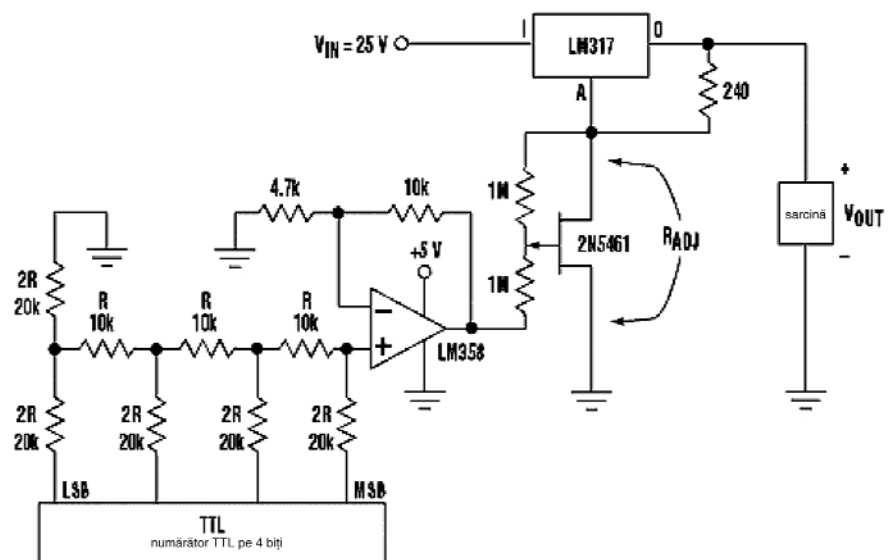 I
LM317
O
V_IN = 25 V
A
240
4.7k
10k
1M
+
+5 V
2N5461
R_ADJ
sarcină
V_OUT
2R
20k
R
10k
R
10k
R
10k
−
1M
−
+
LM358
2R
20k
2R
20k
2R
20k
2R
20k
LSB
MSB
TTL
numărător TTL pe 4 biți